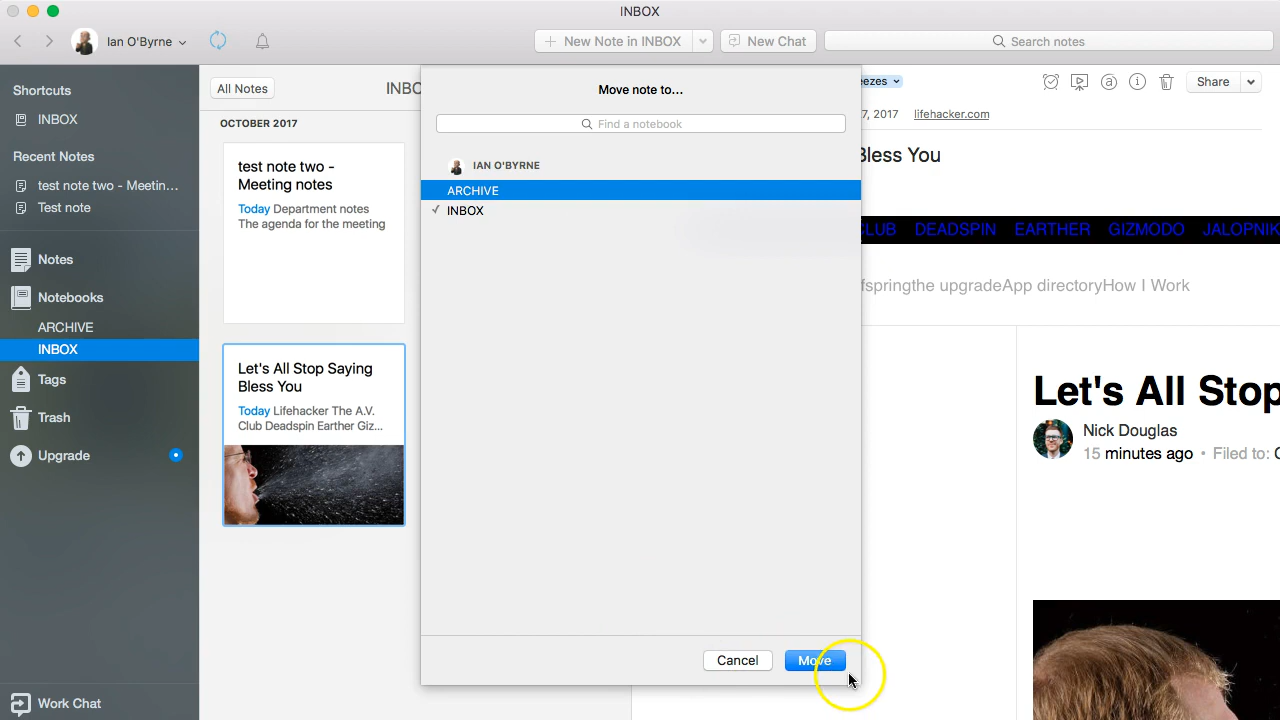 INBOX
Ian O'Byrne
New Note in INBOX
New Chat
Search notes
Shortcuts
INBOX
Recent Notes
test note two - Meetin...
Test note
Notes
Notebooks
ARCHIVE
INBOX
Tags
Trash
Upgrade
Work Chat
All Notes
INBO
OCTOBER 2017
test note two -
Meeting notes
Today Department notes
The agenda for the meeting
Let's All Stop Saying
Bless You
Today Lifehacker The A.V.
Club Deadspin Earther Giz...
Move note to...
Find a notebook
IAN O'BYRNE
ARCHIVE
✓ INBOX
Cancel
Move
eezes
Share
7, 2017 lifehacker.com
Bless You
CLUB DEADSPIN EARTHER GIZMODO JALOPNIK
fspringthe upgradeApp directoryHow I Work
Let's All Stop
Nick Douglas
15 minutes ago • Filed to: